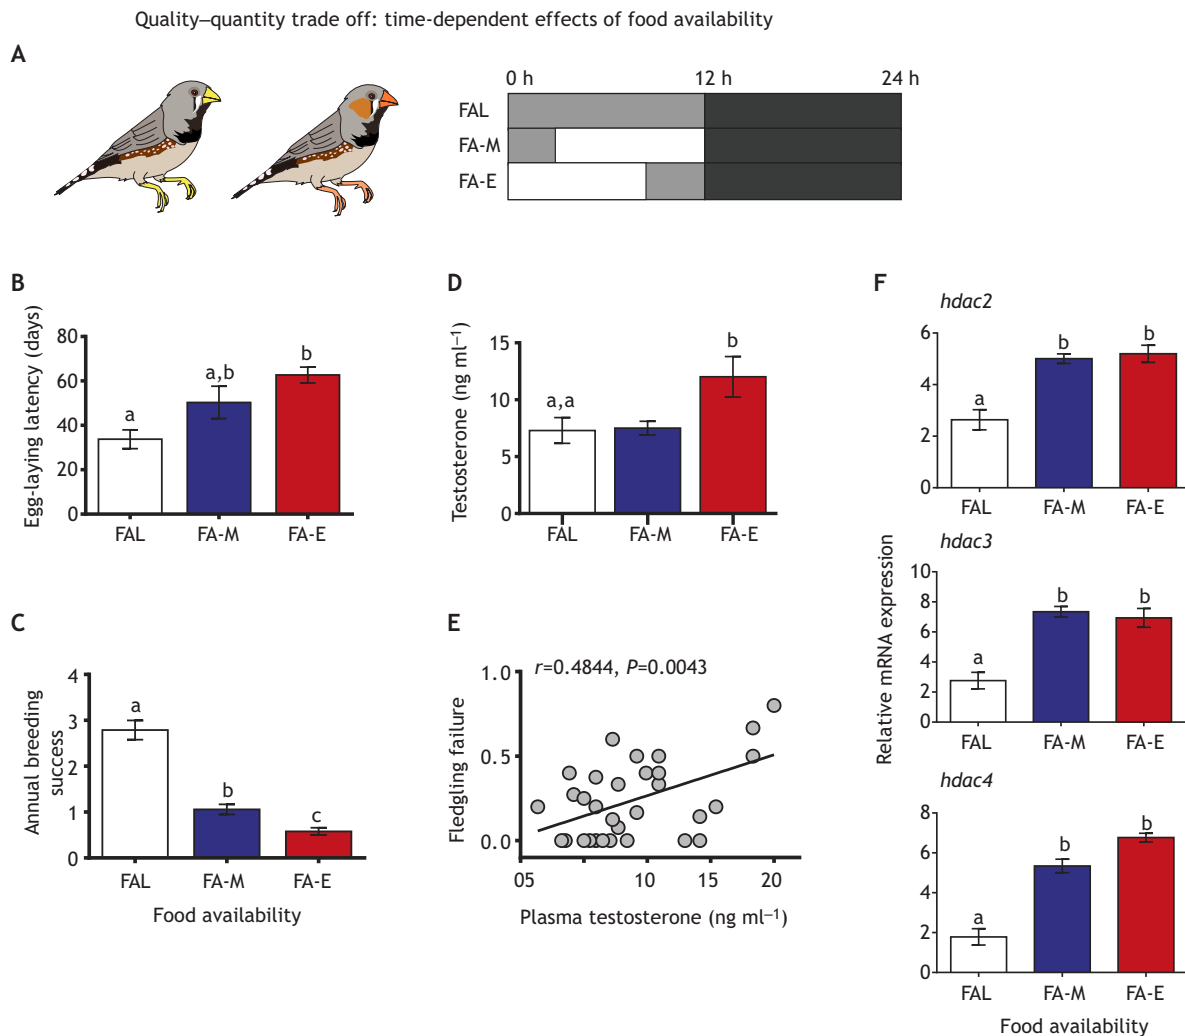 Quality–quantity trade off: time-dependent effects of food availability
A
0 h 12 h 24 h
FAL
FA-M
FA-E
B
Egg-laying latency (days)
80
60
40
20
0
a
a,b
b
FAL FA-M FA-E
C
Annual breeding
success
4
3
2
1
0
a
b
c
FAL FA-M FA-E
Food availability
D
Testosterone (ng ml–1)
15
10
5
0
a,a
b
FAL FA-M FA-E
E
r=0.4844, P=0.0043
Fledgling failure
1.0
0.5
0.0
05 10 15 20
Plasma testosterone (ng ml–1)
F
Relative mRNA expression
hdac2
6
4
2
0
a
b
b
FAL FA-M FA-E
hdac3
10
8
6
4
2
0
a
b
b
FAL FA-M FA-E
hdac4
8
6
4
2
0
a
b
b
FAL FA-M FA-E
Food availability